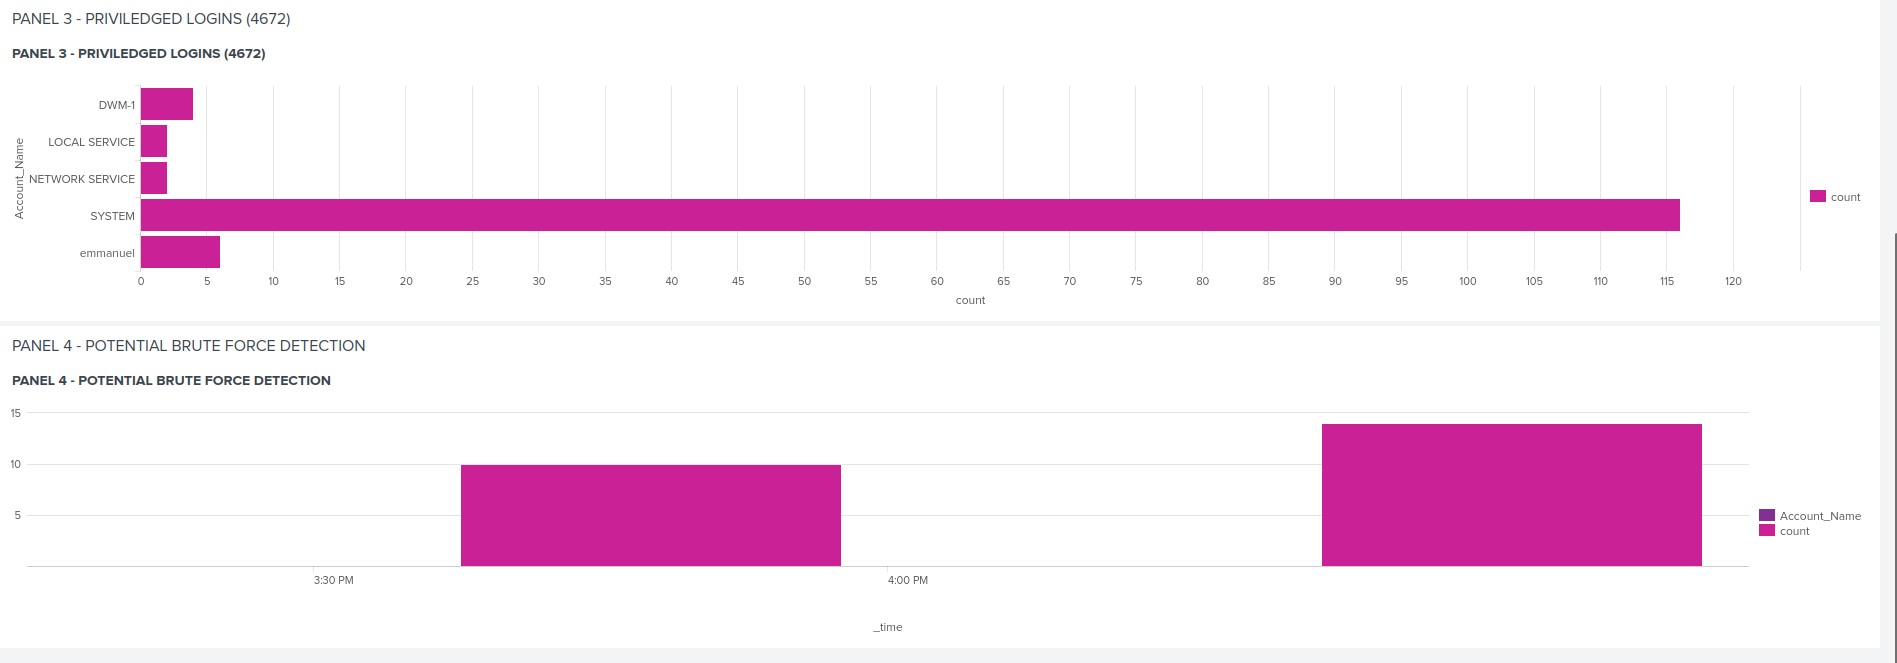 PANEL 3 - PRIVILEDGED LOGINS (4672)
PANEL 3 - PRIVILEDGED LOGINS (4672)
Account_Name
DWM-1
LOCAL SERVICE
NETWORK SERVICE
SYSTEM
emmanuel
0 5 10 15 20 25 30 35 40 45 50 55 60 65 70 75 80 85 90 95 100 105 110 115 120
count
count
PANEL 4 - POTENTIAL BRUTE FORCE DETECTION
PANEL 4 - POTENTIAL BRUTE FORCE DETECTION
15
10
5
3:30 PM 4:00 PM
_time
Account_Name
count